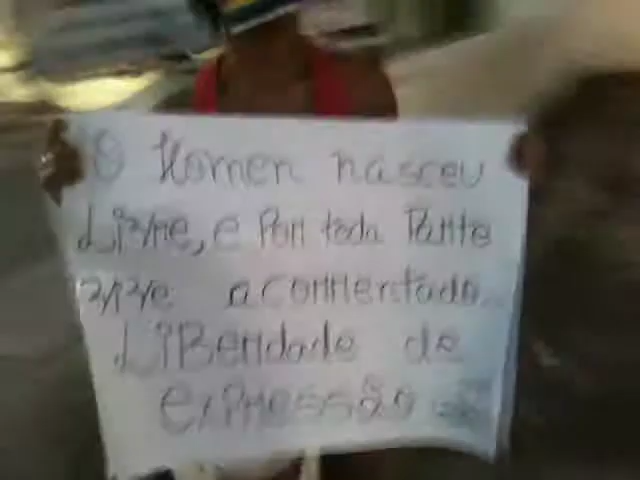 O Homen nasceu
Livre, e Por toda Parte
vive acorrentado.
LiBerdade de
expressão